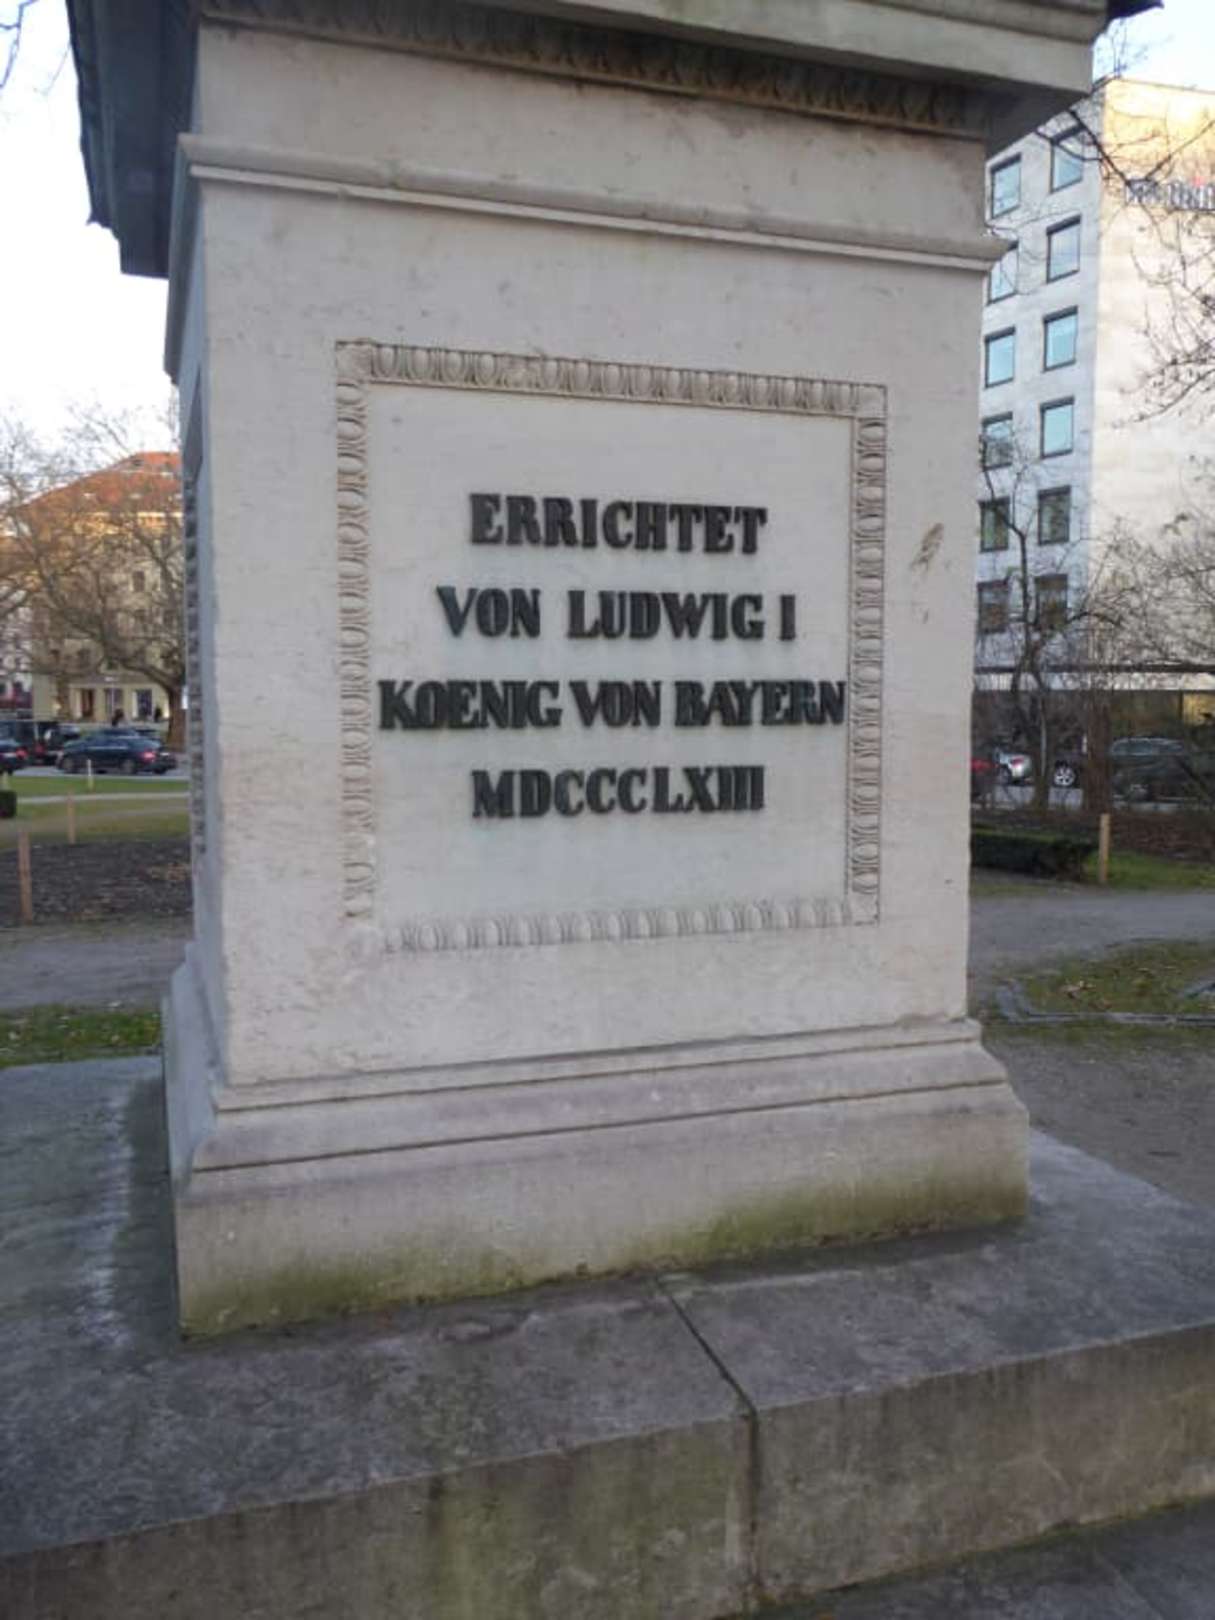 ERRICHTET
VON LUDWIG I
KOENIG VON BAYERN
MDCCCLXIII